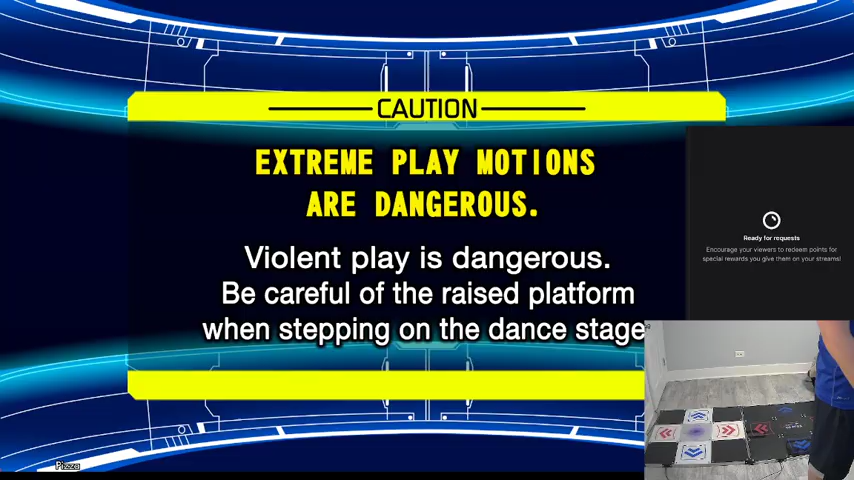 CAUTION
EXTREME PLAY MOTIONS
ARE DANGEROUS.
Violent play is dangerous.
Be careful of the raised platform
when stepping on the dance stage
Ready for requests
Encourage your viewers to redeem points for
special rewards you give them on your streams!
Pizza